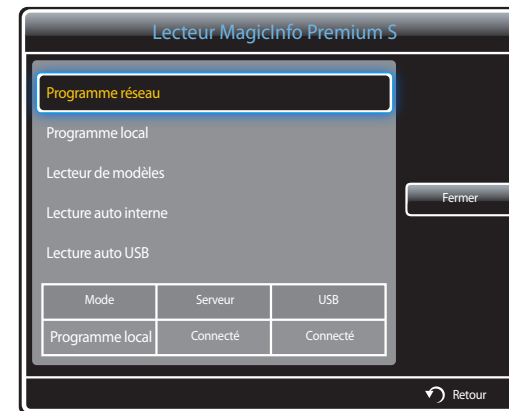 Lecteur MagicInfo Premium S
Programme réseau
Programme local
Lecteur de modèles
Lecture auto interne
Lecture auto USB
Fermer
Mode Serveur USB
Programme local Connecté Connecté
Retour